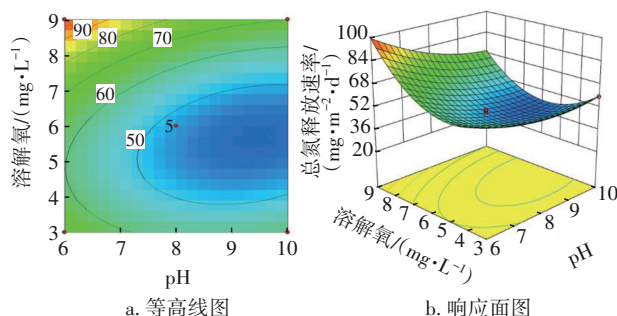 9
8
7
6
5
4
3
溶解氧/(mg·L⁻¹)
90
80
70
60
50
5
6 7 8 9 10
pH
a. 等高线图
100
84
68
52
36
20
总氮释放速率/
(mg·m⁻²·d⁻¹)
9 8 7 6 5 4 3
溶解氧/(mg·L⁻¹)
6 7 8 9 10
pH
b. 响应面图